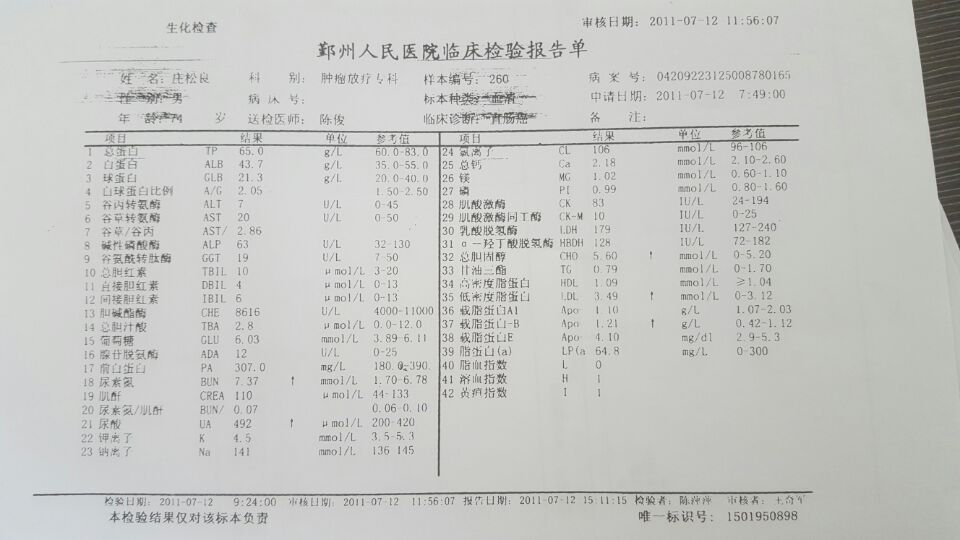 生化检查
审核日期: 2011-07-12 11:56:07
鄞州人民医院临床检验报告单
姓 名: 庄松良 科 别: 肿瘤放疗专科 样本编号: 260 病 案 号: 04209223125008780165
性 别: 男 病 床 号: 标本种类: 血清 申请日期: 2011-07-12 7:49:00
年 龄: 74 岁 送检医师: 陈俊 临床诊断: 直肠癌 备 注:
项目 结果 单位 参考值 项目 结果 单位 参考值
1 总蛋白 TP 65.0 g/L 60.0-83.0 24 氯离子 CL 106 mmol/L 96-106
2 白蛋白 ALB 43.7 g/L 35.0-55.0 25 总钙 Ca 2.18 mmol/L 2.10-2.60
3 球蛋白 GLB 21.3 g/L 20.0-40.0 26 镁 MG 1.02 mmol/L 0.60-1.10
4 白球蛋白比例 A/G 2.05 1.50-2.50 27 磷 PI 0.99 mmol/L 0.80-1.60
5 谷丙转氨酶 ALT 7 U/L 0-45 28 肌酸激酶 CK 83 IU/L 24-194
6 谷草转氨酶 AST 20 U/L 0-50 29 肌酸激酶同工酶 CK-M 10 IU/L 0-25
7 谷草/谷丙 AST/ 2.86 30 乳酸脱氢酶 LDH 179 IU/L 127-240
8 碱性磷酸酶 ALP 63 U/L 32-130 31 α-羟丁酸脱氢酶 HBDH 128 IU/L 72-182
9 谷氨酰转肽酶 GGT 19 U/L 7-50 32 总胆固醇 CHO 5.60 ↑ mmol/L 0-5.20
10 总胆红素 TBIL 10 μmol/L 3-20 33 甘油三酯 TG 0.79 mmol/L 0-1.70
11 直接胆红素 DBIL 4 μmol/L 0-13 34 高密度脂蛋白 HDL 1.09 mmol/L ≥1.04
12 间接胆红素 IBIL 6 μmol/L 0-13 35 低密度脂蛋白 LDL 3.49 ↑ mmol/L 0-3.12
13 胆碱酯酶 CHE 8616 U/L 4000-11000 36 载脂蛋白A1 Apo 1.10 g/L 1.07-2.03
14 总胆汁酸 TBA 2.8 μmol/L 0.0-12.0 37 载脂蛋白-B Apo 1.21 ↑ g/L 0.42-1.12
15 葡萄糖 GLU 6.03 mmol/L 3.89-6.11 38 载脂蛋白E Apo 4.10 mg/dl 2.9-5.3
16 腺苷脱氨酶 ADA 12 U/L 0-25 39 脂蛋白(a) LP(a 64.8 mg/L 0-300
17 前白蛋白 PA 307.0 mg/L 180.0-390. 40 脂血指数 L 0
18 尿素氮 BUN 7.37 ↑ mmol/L 1.70-6.78 41 溶血指数 H 1
19 肌酐 CREA 110 μmol/L 44-133 42 黄疸指数 I 1
20 尿素氮/肌酐 BUN/ 0.07 0.06-0.10
21 尿酸 UA 492 ↑ μmol/L 200-420
22 钾离子 K 4.5 mmol/L 3.5-5.3
23 钠离子 Na 141 mmol/L 136-145
检验日期: 2011-07-12 9:24:00 审核日期: 2011-07-12 11:56:07 报告日期: 2011-07-12 15:11:15 检验者: 陈萍萍 审核者:
本检验结果仅对该标本负责 唯一标识号: 1501950898